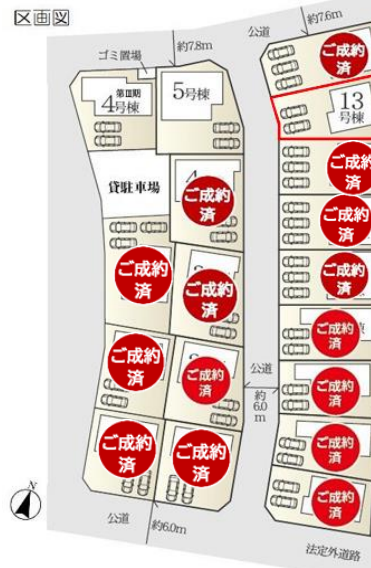 区画図
公道
約7.6m
ゴミ置場
約7.8m
ご成約
済
第Ⅲ期
4号棟
5号棟
13
号棟
貸駐車場
ご成約
済
ご成約
済
ご成約
済
ご成約
済
ご成約
済
ご成約
済
ご成約
済
ご成約
済
公道
約
6.0
m
ご成約
済
ご成約
済
ご成約
済
ご成約
済
ご成約
済
ご成約
済
N
公道
約6.0m
法定外道路